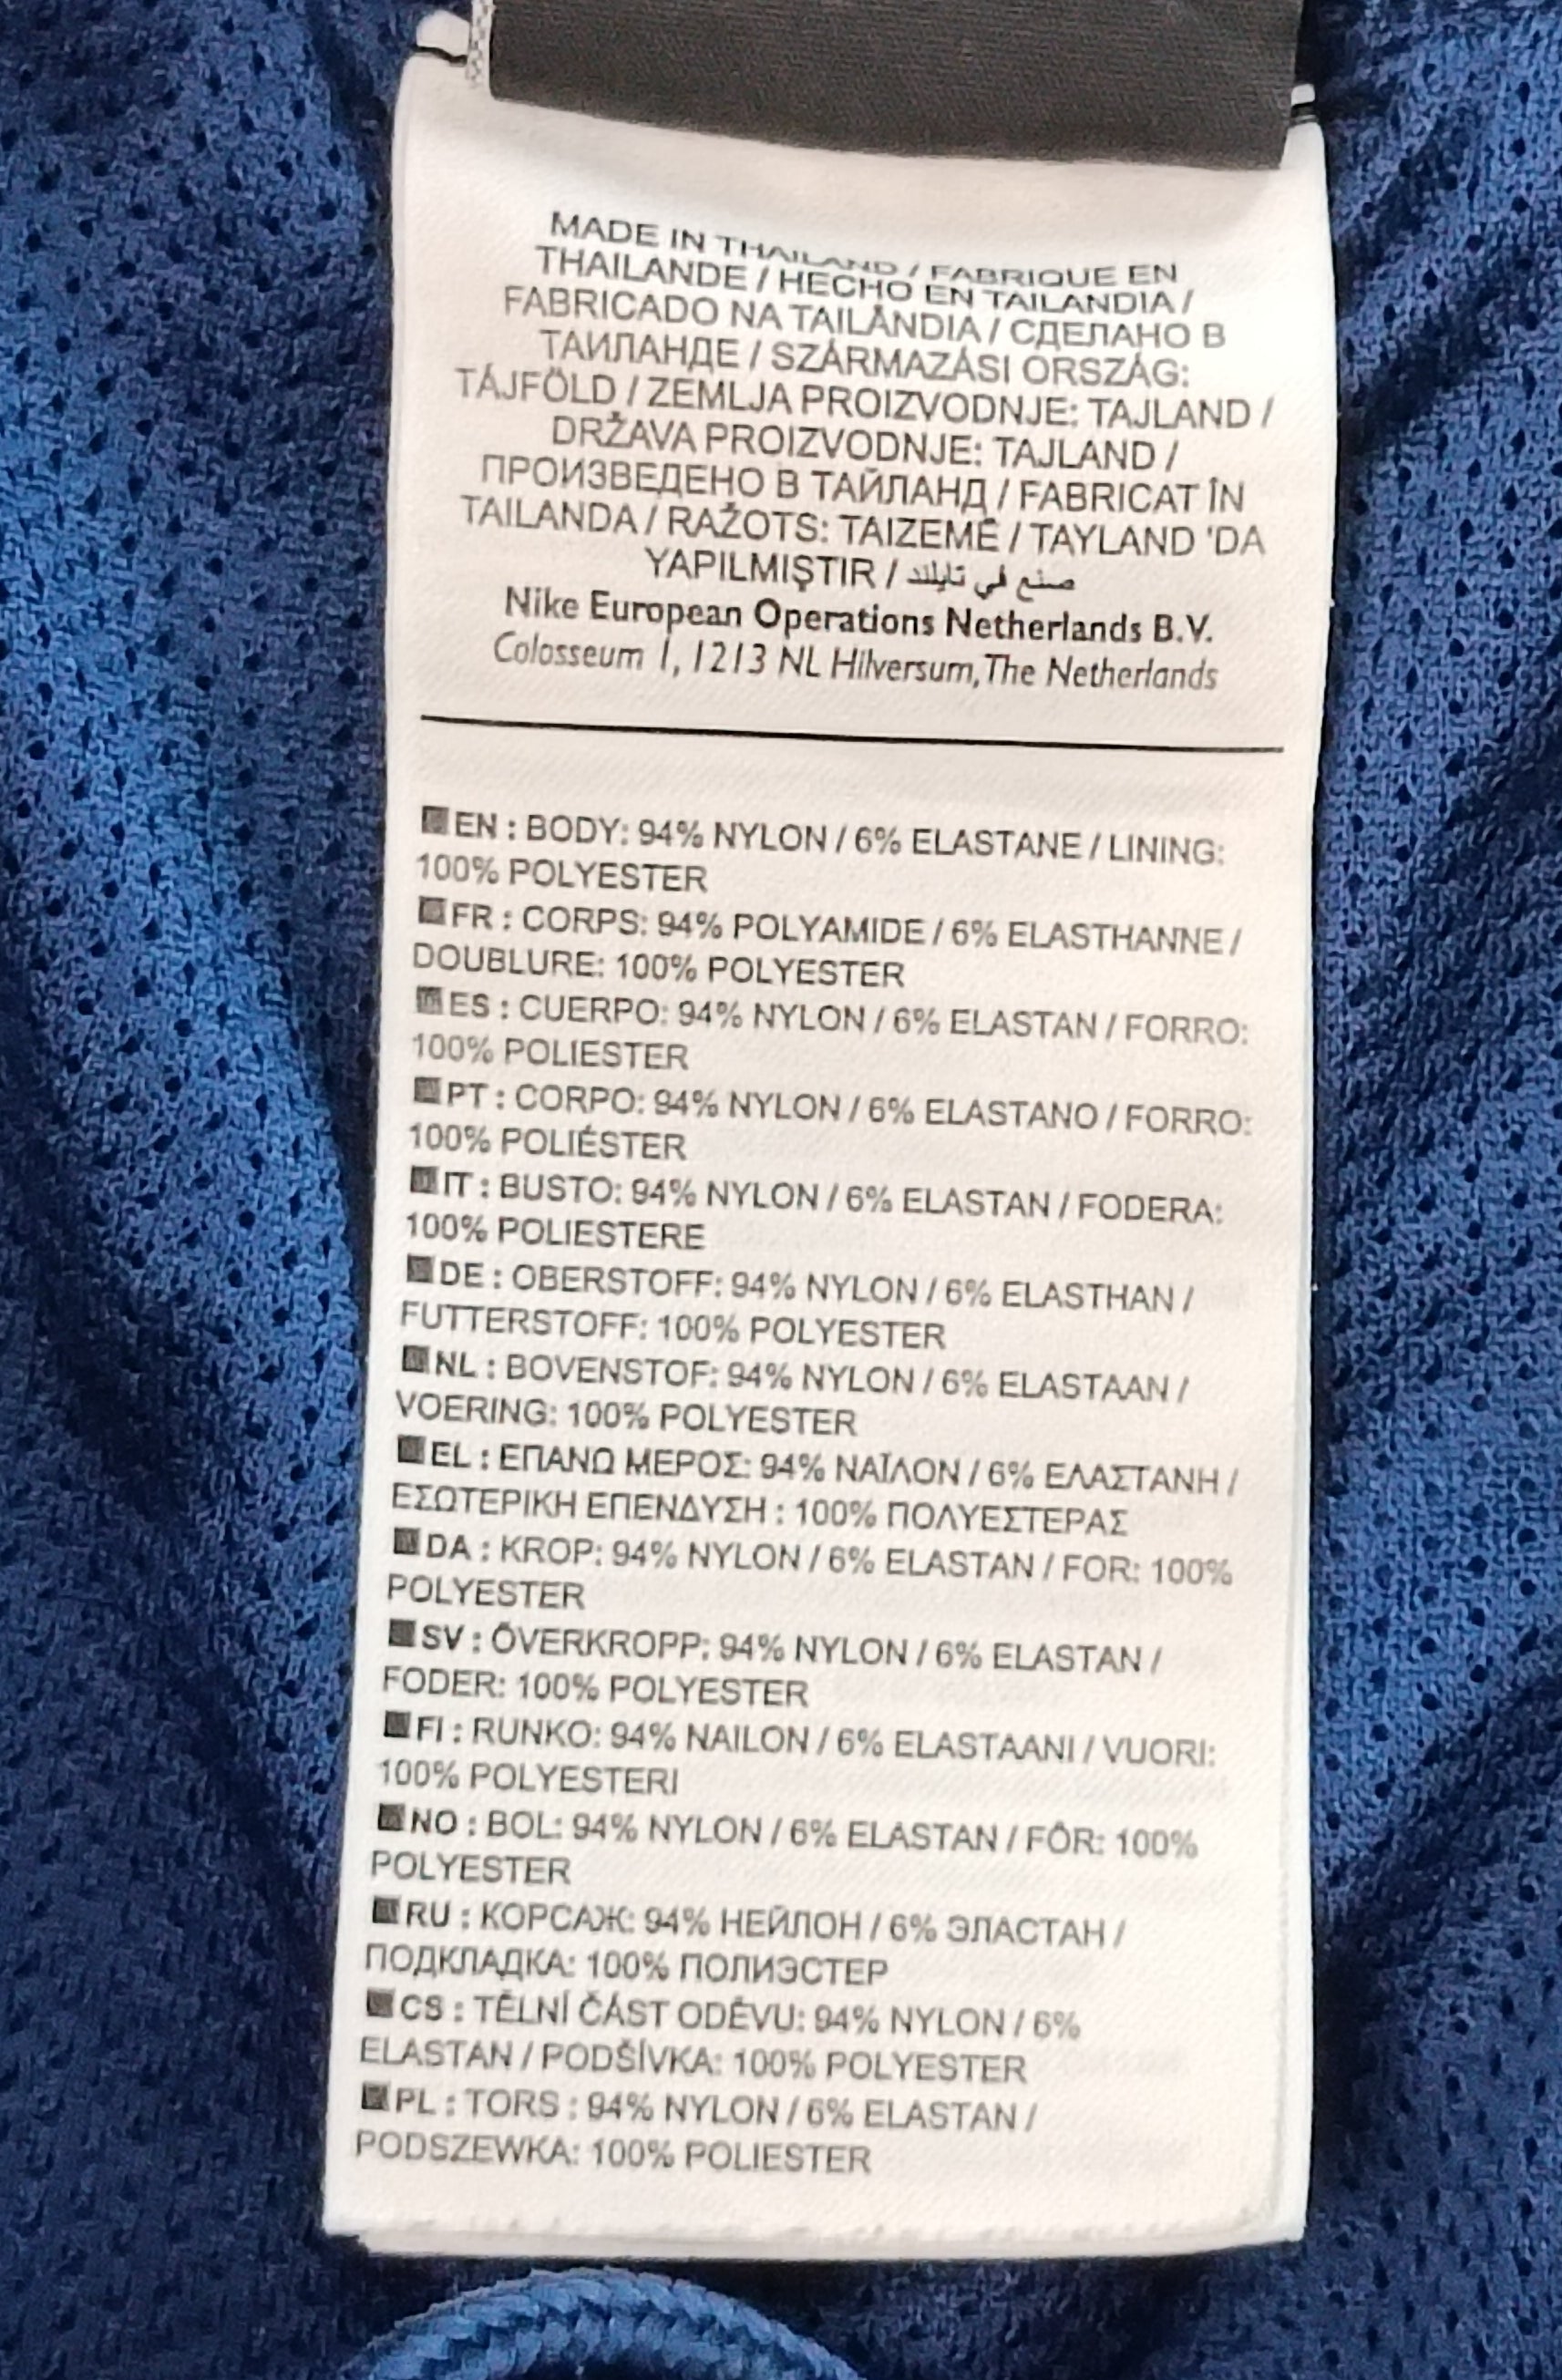 MADE IN THAILAND / FABRIQUE EN
THAILANDE / HECHO EN TAILANDIA /
FABRICADO NA TAILÂNDIA / СДЕЛАНО В
ТАИЛАНДЕ / SZÁRMAZÁSI ORSZÁG:
TÁJFÖLD / ZEMLJA PROIZVODNJE: TAJLAND /
DRŽAVA PROIZVODNJE: TAJLAND /
ПРОИЗВЕДЕНО В ТАЙЛАНД / FABRICAT ÎN
TAILANDA / RAŽOTS: TAIZEMĒ / TAYLAND 'DA
YAPILMIŞTIR / صنع في تايلاند
Nike European Operations Netherlands B.V.
Colosseum 1, 1213 NL Hilversum, The Netherlands
EN : BODY: 94% NYLON / 6% ELASTANE / LINING:
100% POLYESTER
FR : CORPS: 94% POLYAMIDE / 6% ELASTHANNE /
DOUBLURE: 100% POLYESTER
ES : CUERPO: 94% NYLON / 6% ELASTAN / FORRO:
100% POLIESTER
PT : CORPO: 94% NYLON / 6% ELASTANO / FORRO:
100% POLIÉSTER
IT : BUSTO: 94% NYLON / 6% ELASTAN / FODERA:
100% POLIESTERE
DE : OBERSTOFF: 94% NYLON / 6% ELASTHAN /
FUTTERSTOFF: 100% POLYESTER
NL : BOVENSTOF: 94% NYLON / 6% ELASTAAN /
VOERING: 100% POLYESTER
EL : ΕΠΑΝΩ ΜΕΡΟΣ: 94% ΝΑΪΛΟΝ / 6% ΕΛΑΣΤΑΝΗ /
ΕΣΩΤΕΡΙΚΗ ΕΠΕΝΔΥΣΗ : 100% ΠΟΛΥΕΣΤΕΡΑΣ
DA : KROP: 94% NYLON / 6% ELASTAN / FOR: 100%
POLYESTER
SV : ÖVERKROPP: 94% NYLON / 6% ELASTAN /
FODER: 100% POLYESTER
FI : RUNKO: 94% NAILON / 6% ELASTAANI / VUORI:
100% POLYESTERI
NO : BOL: 94% NYLON / 6% ELASTAN / FÔR: 100%
POLYESTER
RU : КОРСАЖ: 94% НЕЙЛОН / 6% ЭЛАСТАН /
ПОДКЛАДКА: 100% ПОЛИЭСТЕР
CS : TĚLNÍ ČÁST ODĚVU: 94% NYLON / 6%
ELASTAN / PODŠÍVKA: 100% POLYESTER
PL : TORS : 94% NYLON / 6% ELASTAN /
PODSZEWKA: 100% POLIESTER